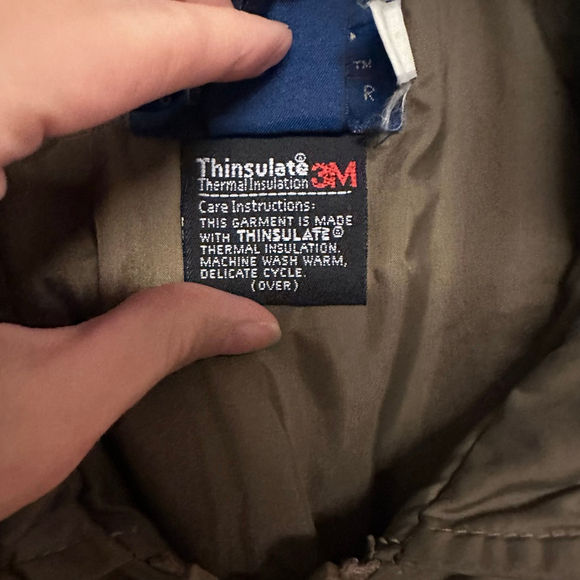 TM
R
Thinsulate® 3M
Thermal Insulation
Care Instructions:
THIS GARMENT IS MADE
WITH THINSULATE®
THERMAL INSULATION.
MACHINE WASH WARM,
DELICATE CYCLE.
(OVER)